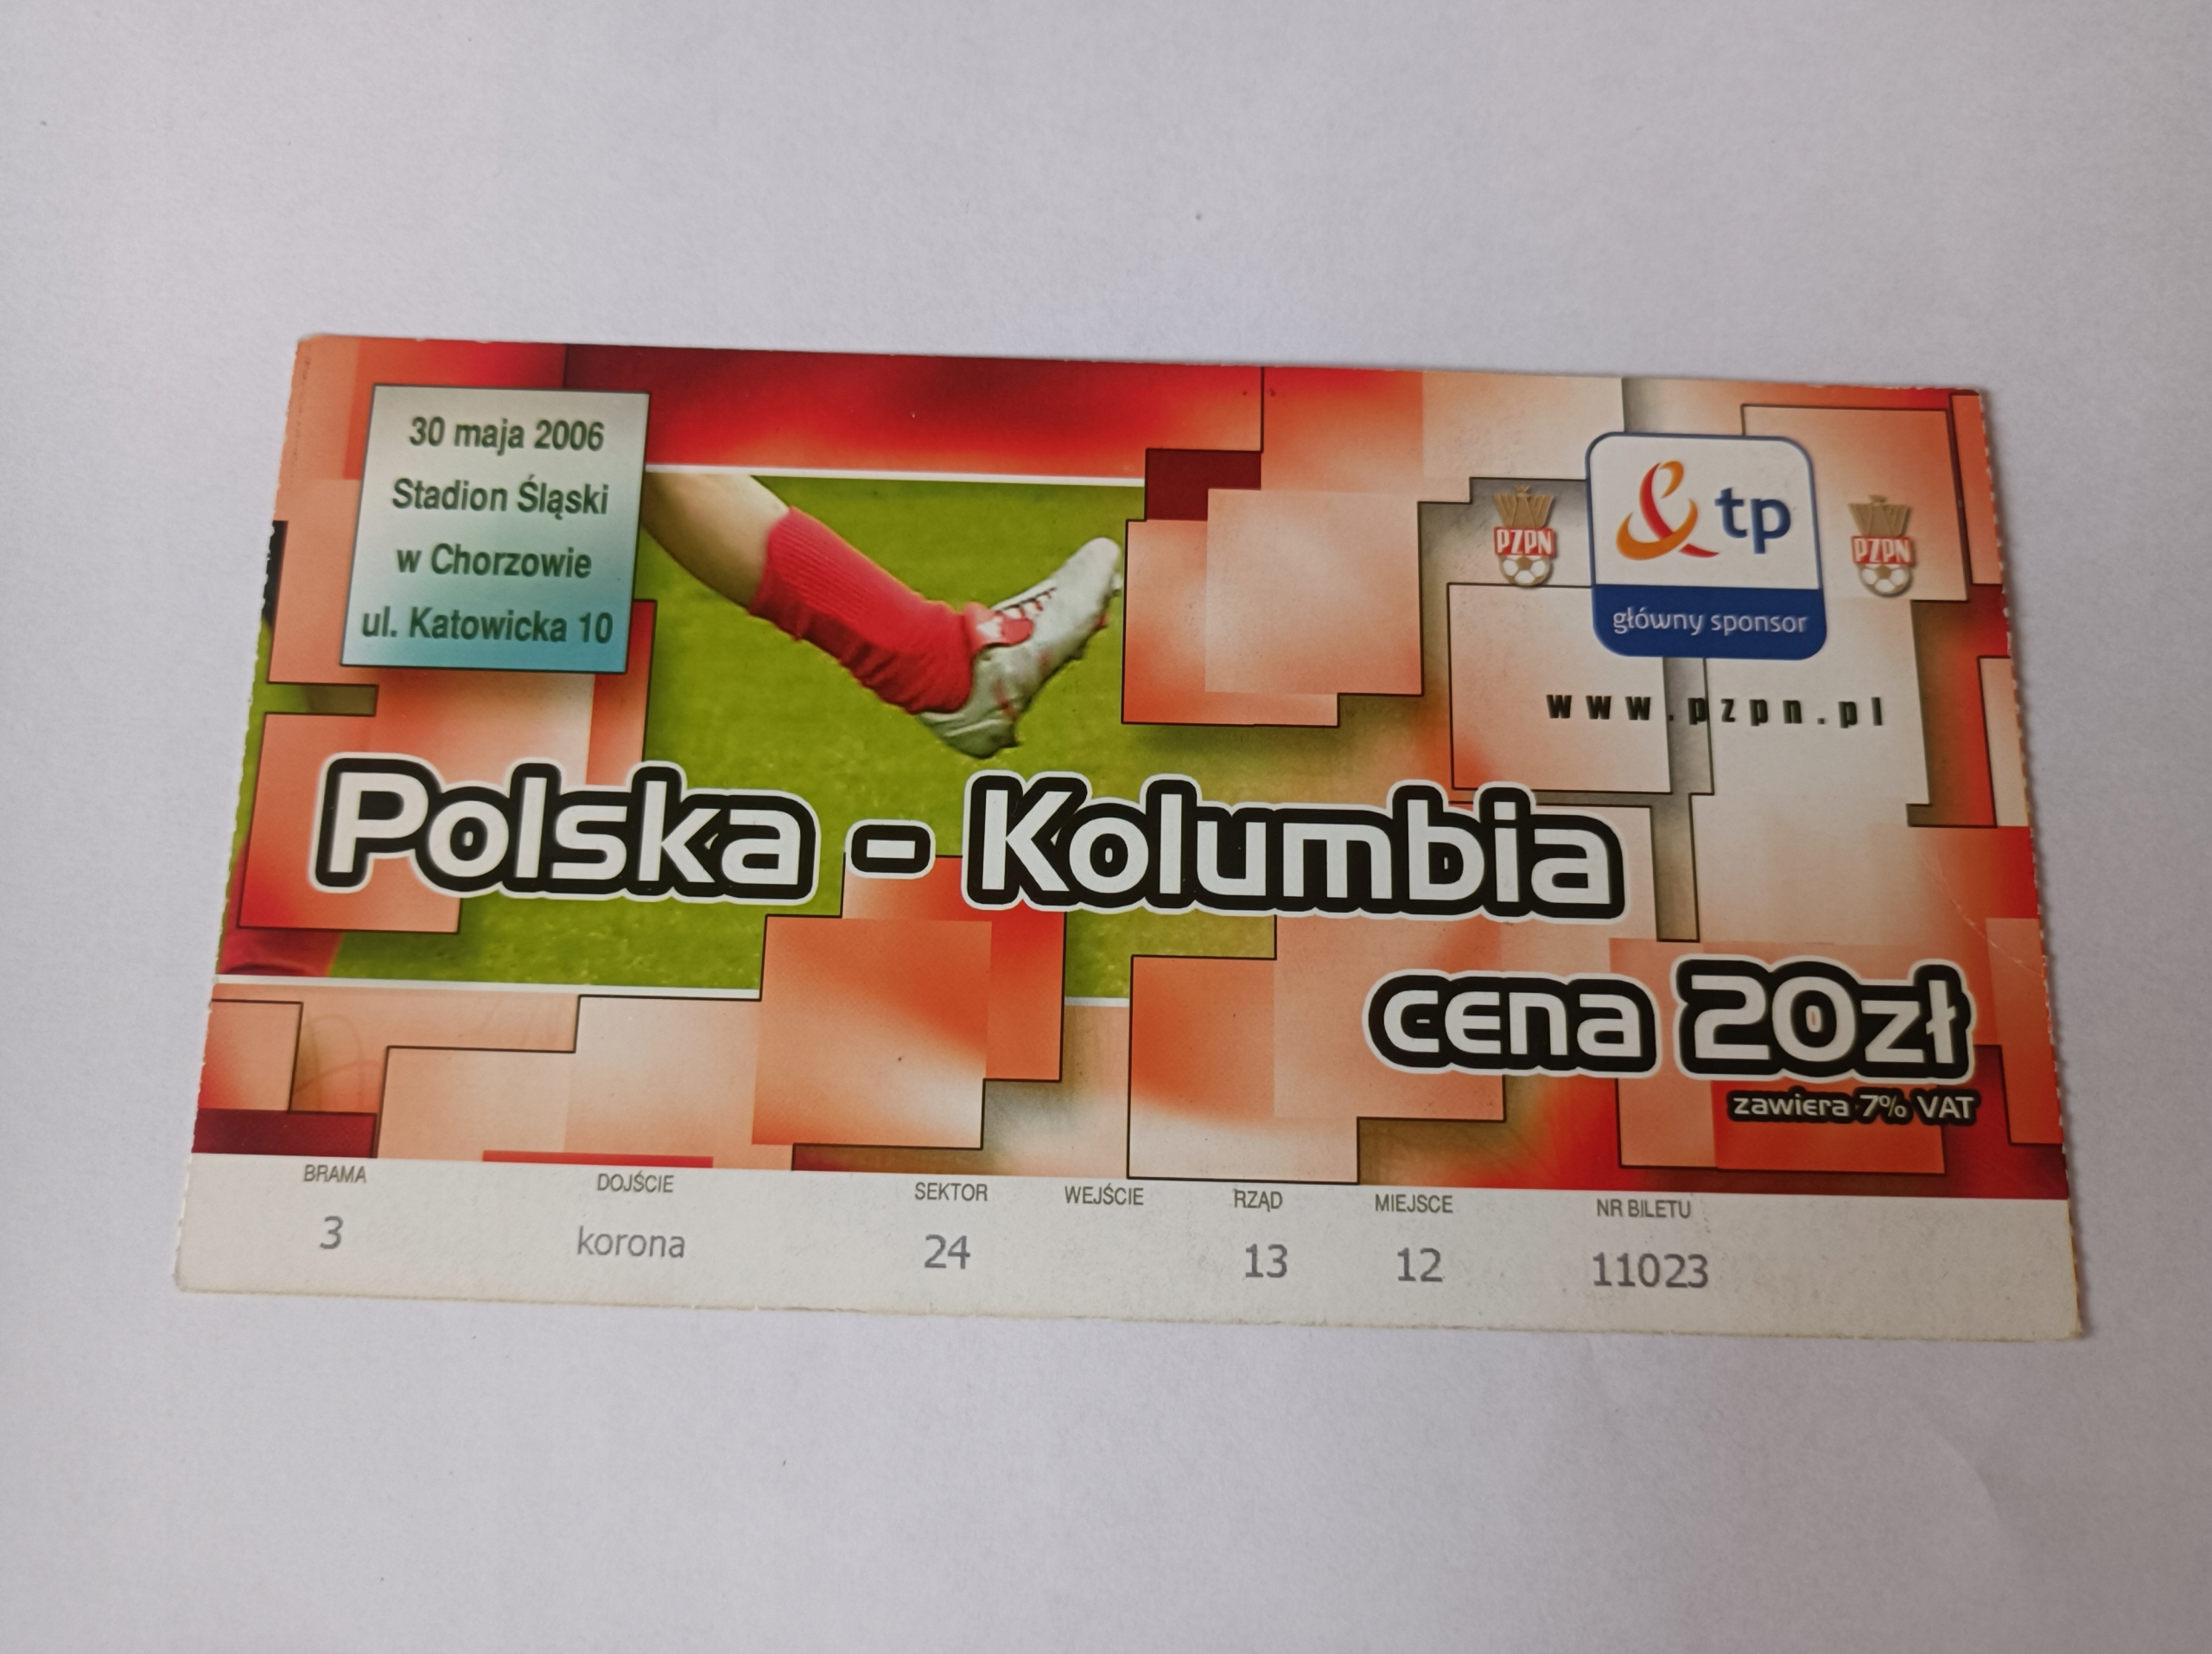 30 maja 2006
Stadion Śląski
w Chorzowie
ul. Katowicka 10
PZPN
tp
PZPN
główny sponsor
www.pzpn.pl
Polska - Kolumbia
cena 20zł
zawiera 7% VAT
BRAMA DOJŚCIE SEKTOR WEJŚCIE RZĄD MIEJSCE NR BILETU
3 korona 24 13 12 11023